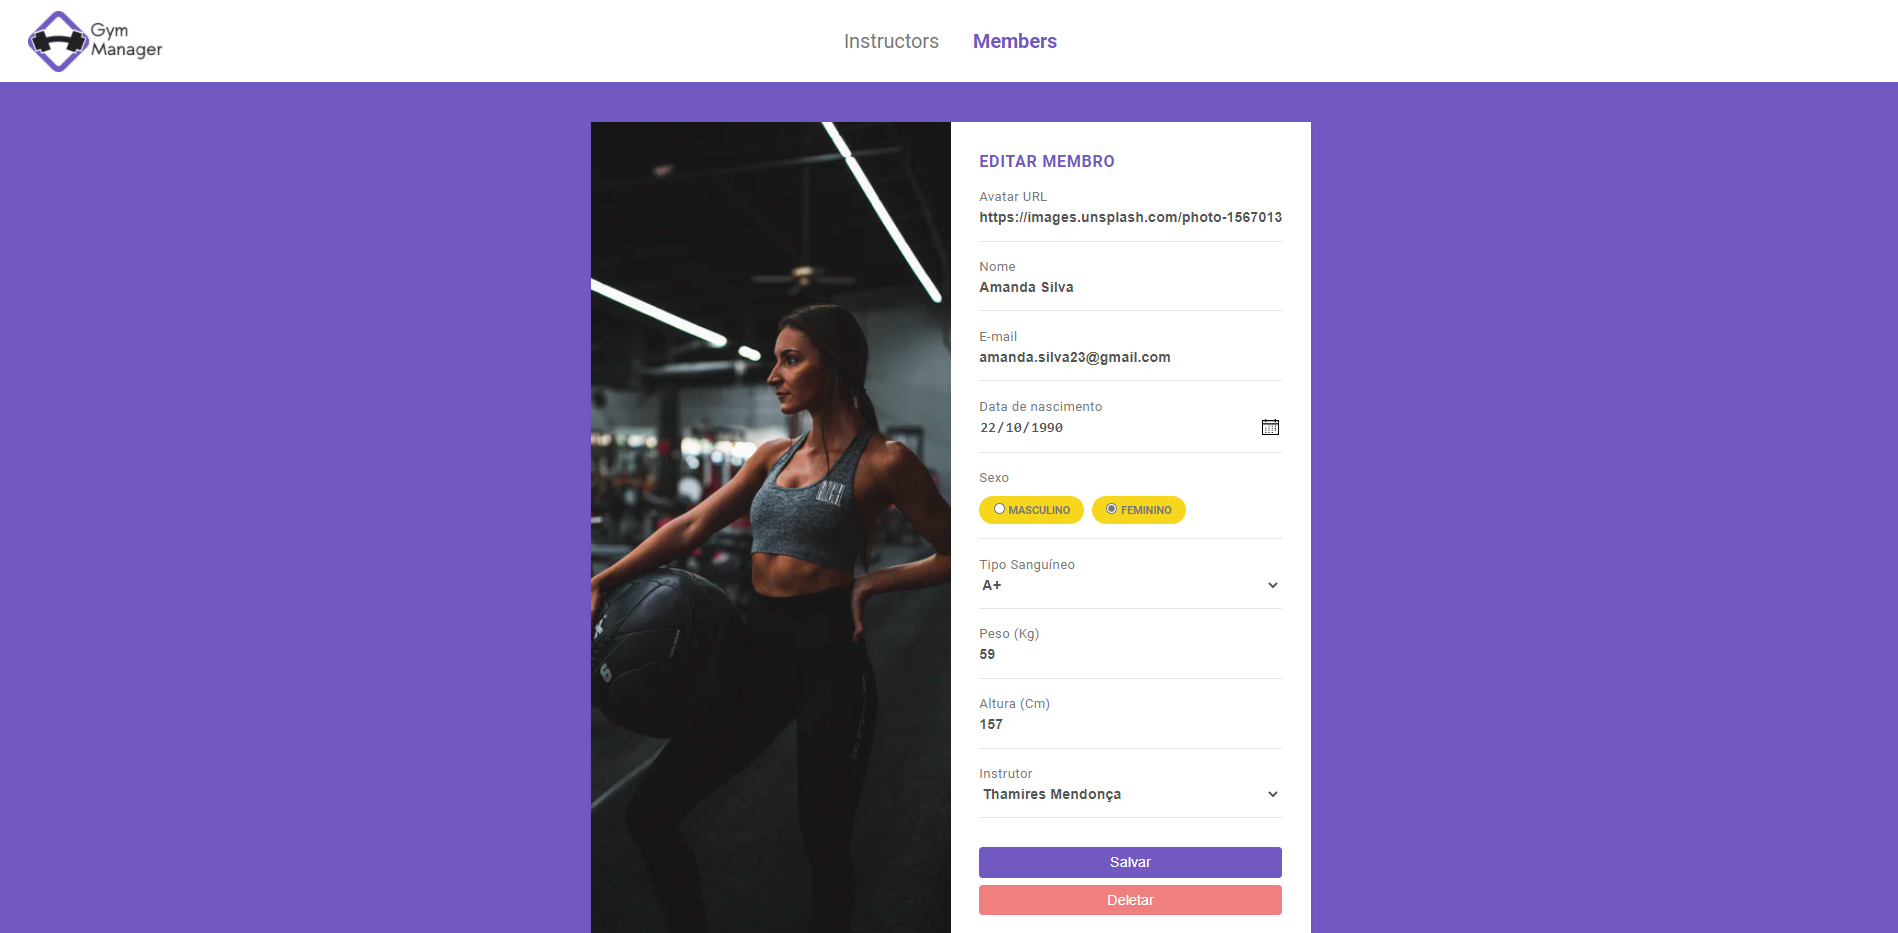 Gym
Manager
Instructors
Members
EDITAR MEMBRO
Avatar URL
https://images.unsplash.com/photo-1567013
Nome
Amanda Silva
E-mail
amanda.silva23@gmail.com
Data de nascimento
22/10/1990
Sexo
MASCULINO
FEMININO
Tipo Sanguíneo
A+
Peso (Kg)
59
Altura (Cm)
157
Instrutor
Thamires Mendonça
Salvar
Deletar